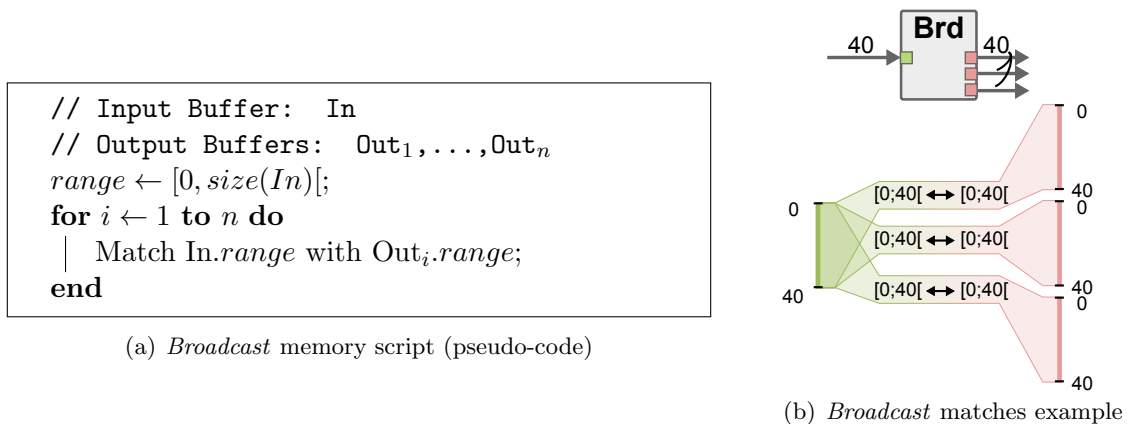 // Input Buffer: In
// Output Buffers: Out1,...,Outn
range ← [0, size(In)[;
for i ← 1 to n do
Match In.range with Outi.range;
end
(a) Broadcast memory script (pseudo-code)
Brd
40
40
0
40
[0;40[ ↔ [0;40[
[0;40[ ↔ [0;40[
[0;40[ ↔ [0;40[
0
40
0
40
0
40
(b) Broadcast matches example